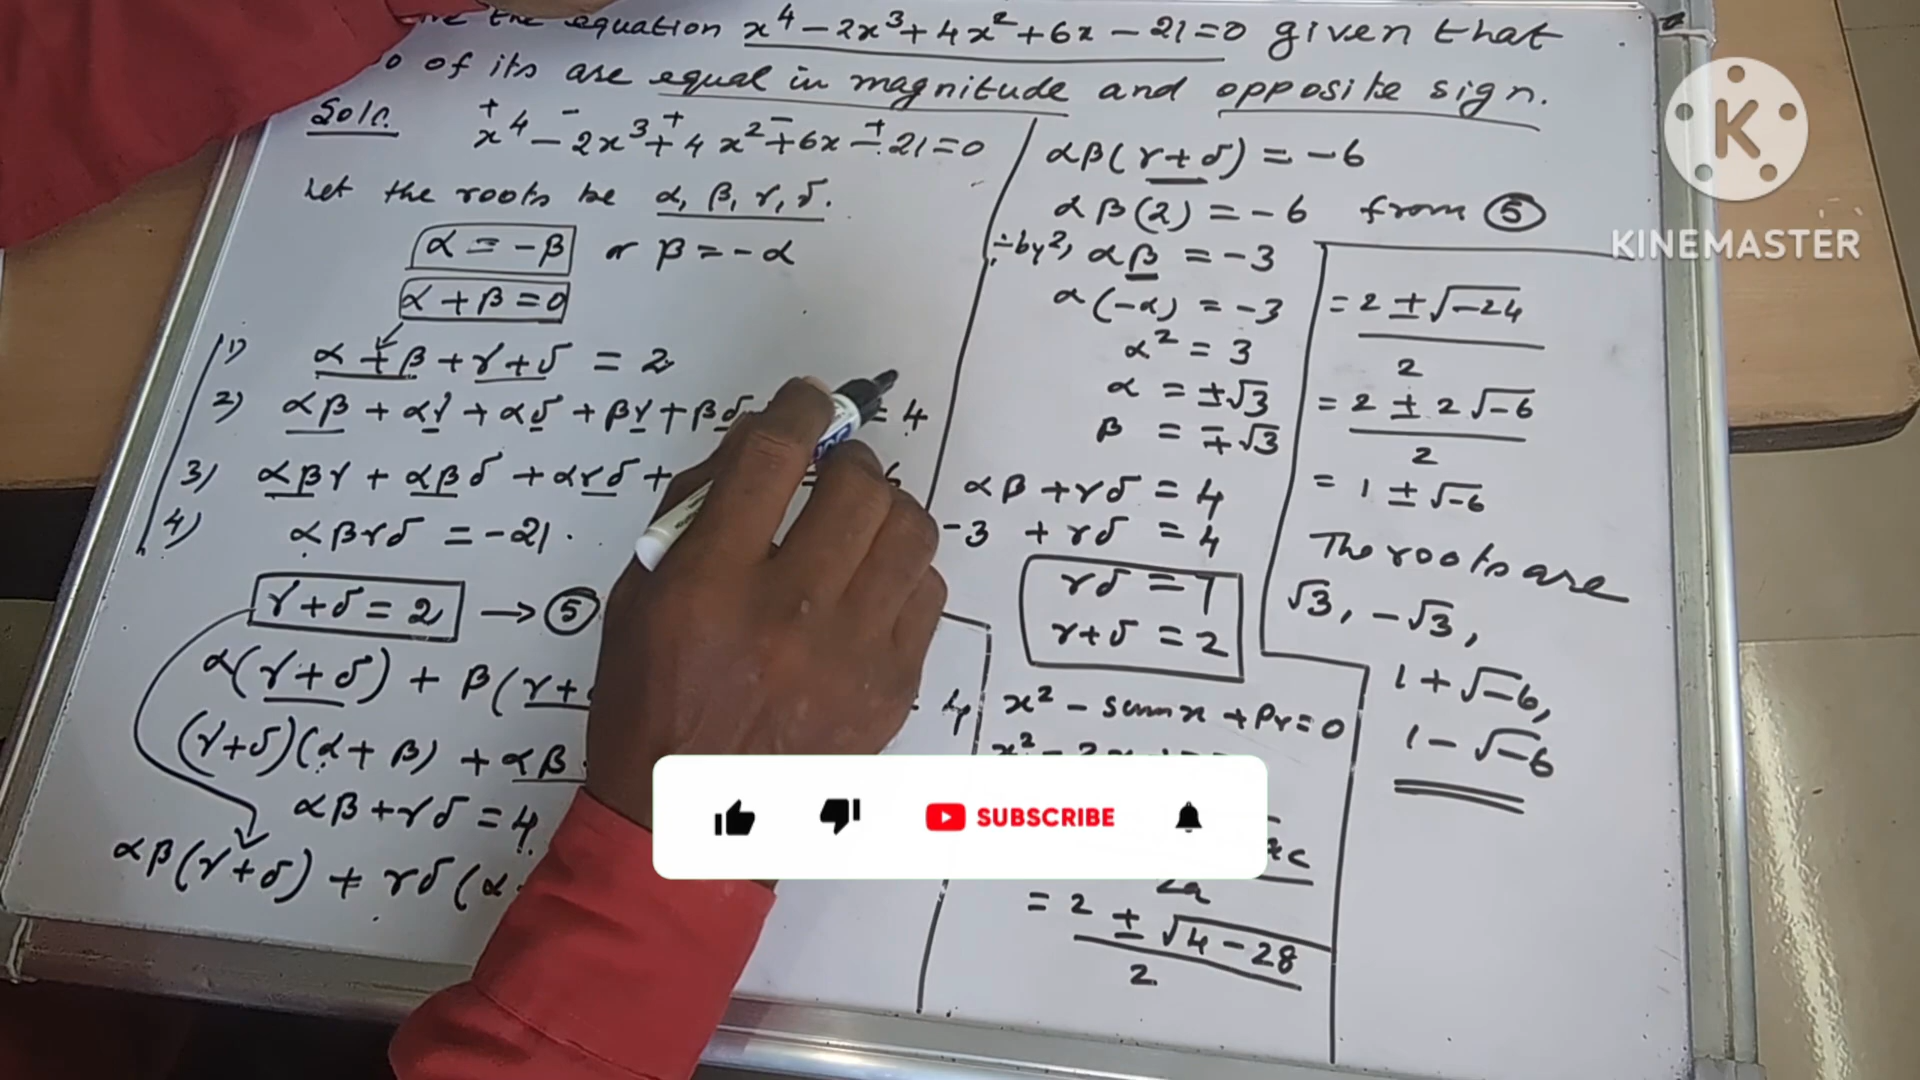 the equation x⁴ - 2x³ + 4x² + 6x - 21 = 0 given that
of its are equal in magnitude and opposite sign.
Soln.
+ - + - +
x⁴ - 2x³ + 4x² + 6x - 21 = 0
Let the roots be α, β, γ, δ.
α = -β or β = -α
α + β = 0
1) α + β + γ + δ = 2
2) αβ + αγ + αδ + βγ + βδ = 4
3) αβγ + αβδ + αγδ + 6
4) αβγδ = -21.
γ + δ = 2 → ⑤
α(γ + δ) + β(γ + = 4
(γ + δ)(α + β) + αβ
αβ + γδ = 4
αβ(γ + δ) + γδ(α
αβ(γ + δ) = -6
αβ(2) = -6 from ⑤
÷by 2, αβ = -3
α(-α) = -3
α² = 3
α = ±√3
β = ∓√3
αβ + γδ = 4
-3 + γδ = 4
γδ = 7
γ + δ = 2
x² - sum x + Pr = 0
2a
= 2 ± √4 - 28
2
= 2 ± √-24
2
= 2 ± 2√-6
2
= 1 ± √-6
The roots are
√3, -√3,
1 + √-6,
1 - √-6
K
KINEMASTER
SUBSCRIBE